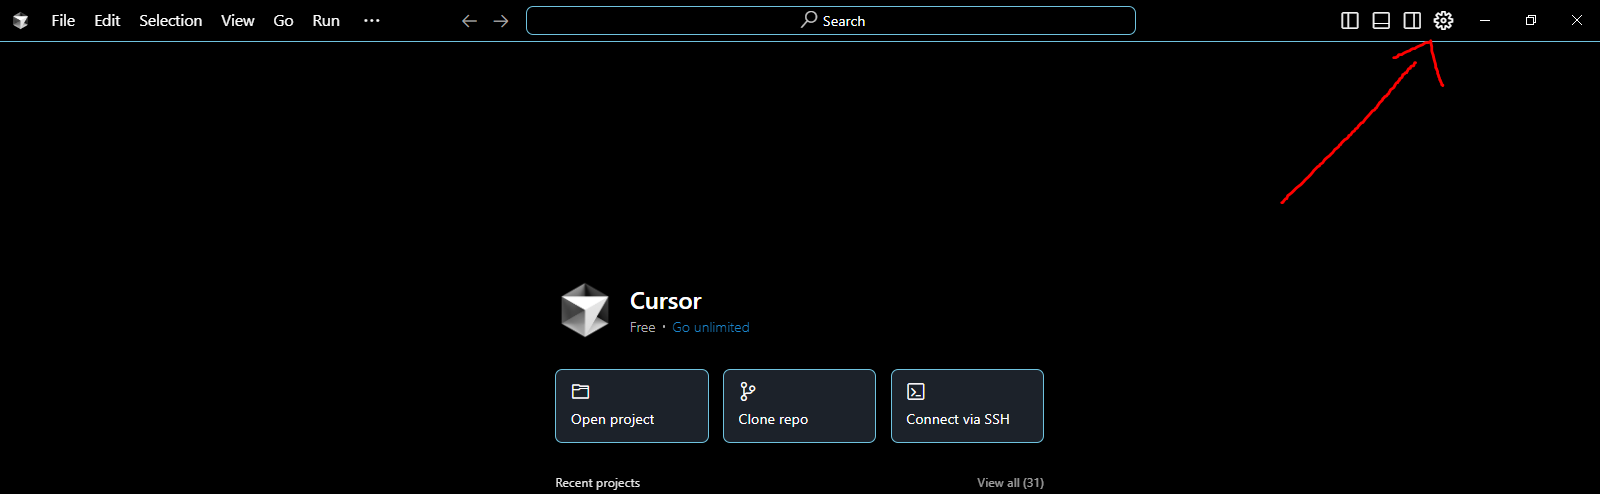 File Edit Selection View Go Run ···
Search
Cursor
Free • Go unlimited
Open project
Clone repo
Connect via SSH
Recent projects
View all (31)